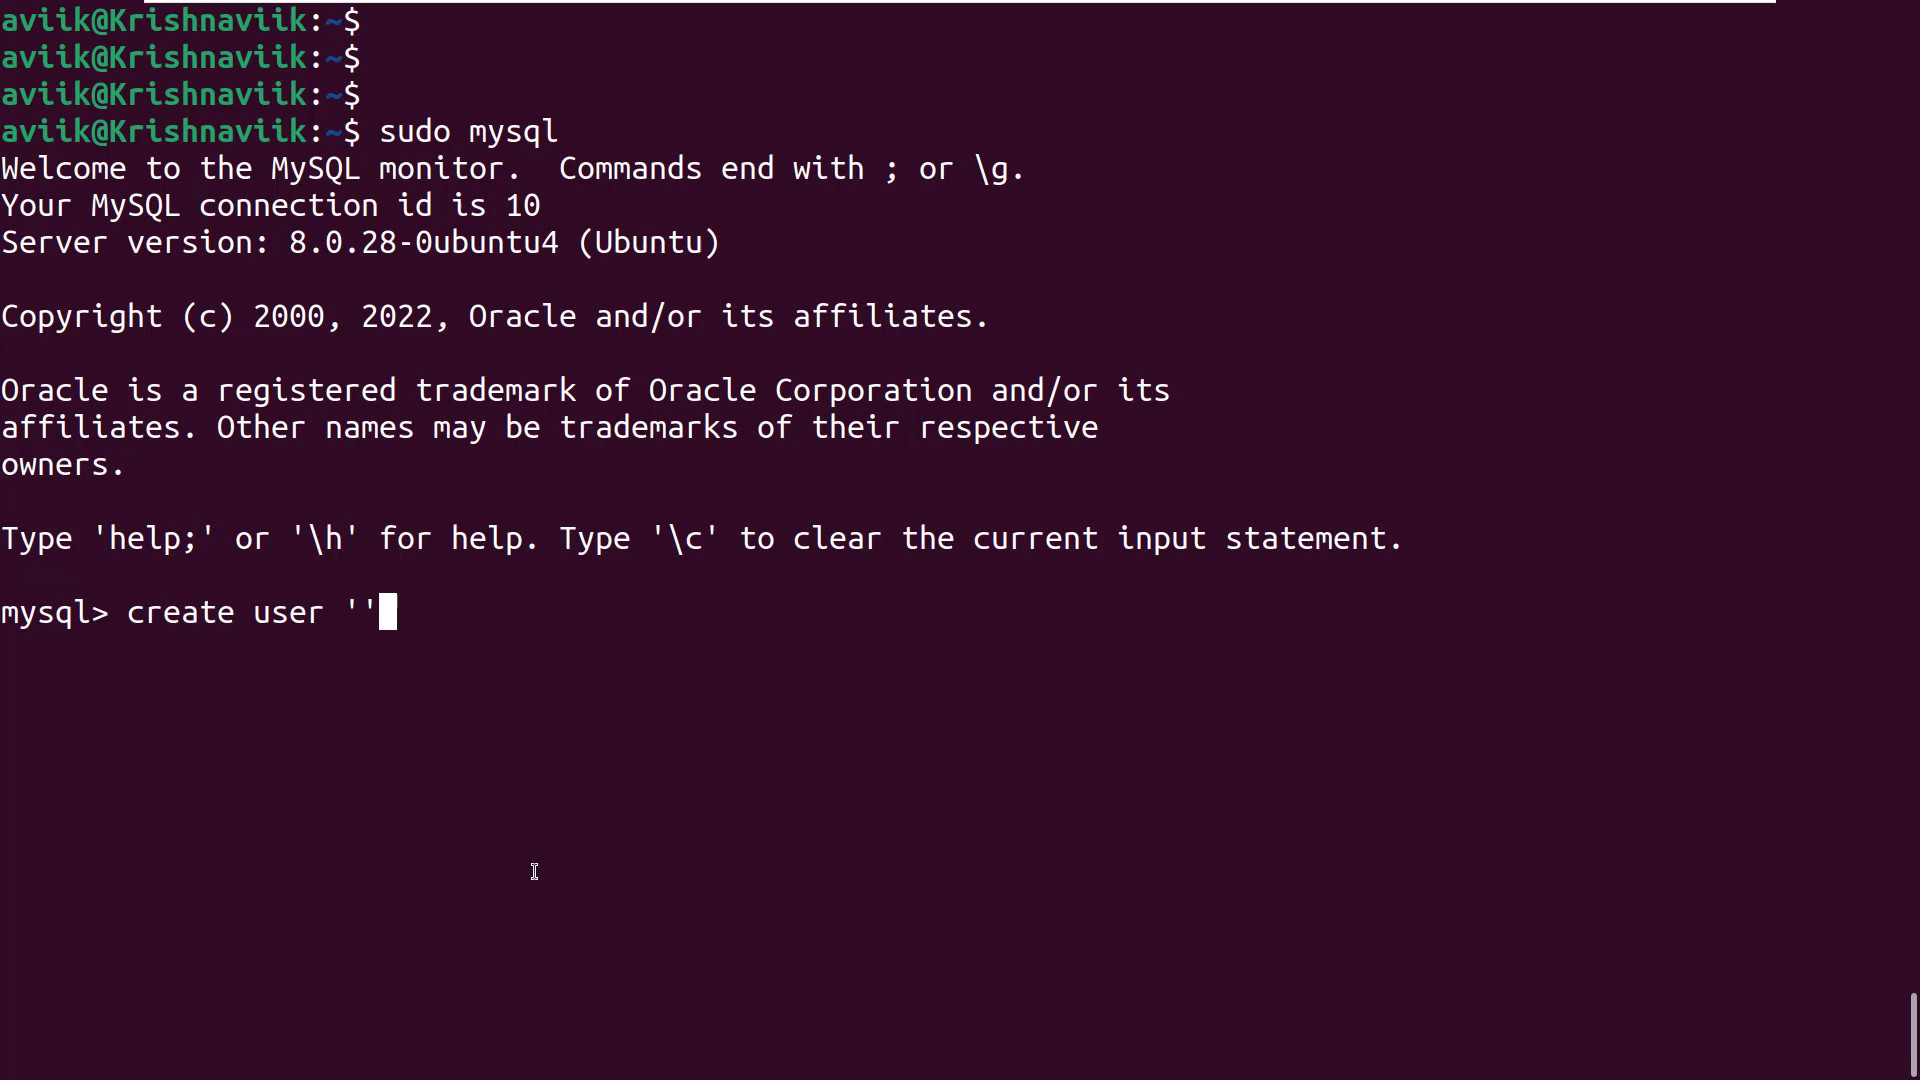 aviik@Krishnaviik:~$
aviik@Krishnaviik:~$
aviik@Krishnaviik:~$
aviik@Krishnaviik:~$ sudo mysql
Welcome to the MySQL monitor.  Commands end with ; or \g.
Your MySQL connection id is 10
Server version: 8.0.28-0ubuntu4 (Ubuntu)
Copyright (c) 2000, 2022, Oracle and/or its affiliates.
Oracle is a registered trademark of Oracle Corporation and/or its
affiliates. Other names may be trademarks of their respective
owners.
Type 'help;' or '\h' for help. Type '\c' to clear the current input statement.
mysql> create user ''